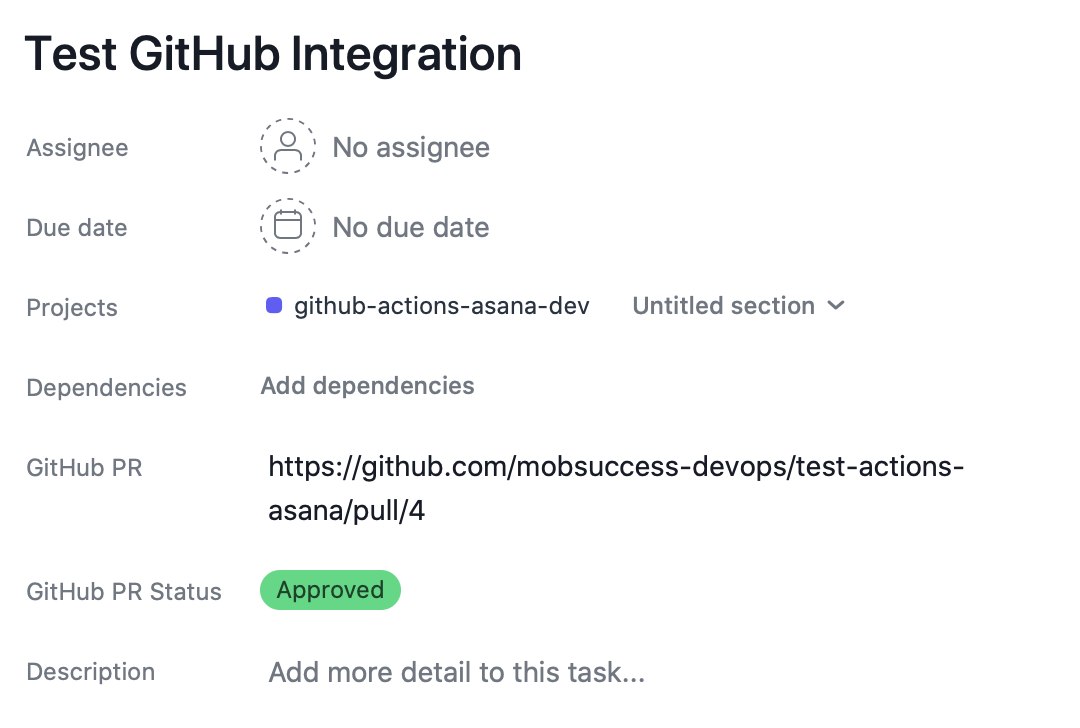 Test GitHub Integration
Assignee No assignee
Due date No due date
Projects github-actions-asana-dev Untitled section
Dependencies Add dependencies
GitHub PR https://github.com/mobsuccess-devops/test-actions-
asana/pull/4
GitHub PR Status Approved
Description Add more detail to this task...